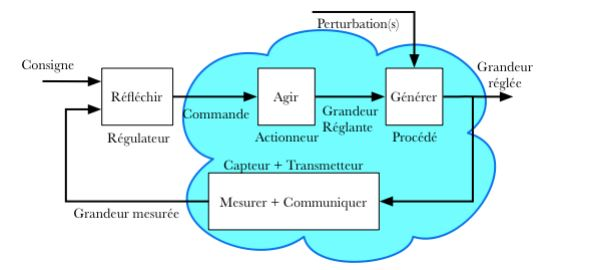 Perturbation(s)
Consigne
Grandeur
réglée
Réfléchir
Agir
Générer
Commande
Grandeur
Réglante
Régulateur
Actionneur
Procédé
Capteur + Transmetteur
Mesurer + Communiquer
Grandeur mesurée